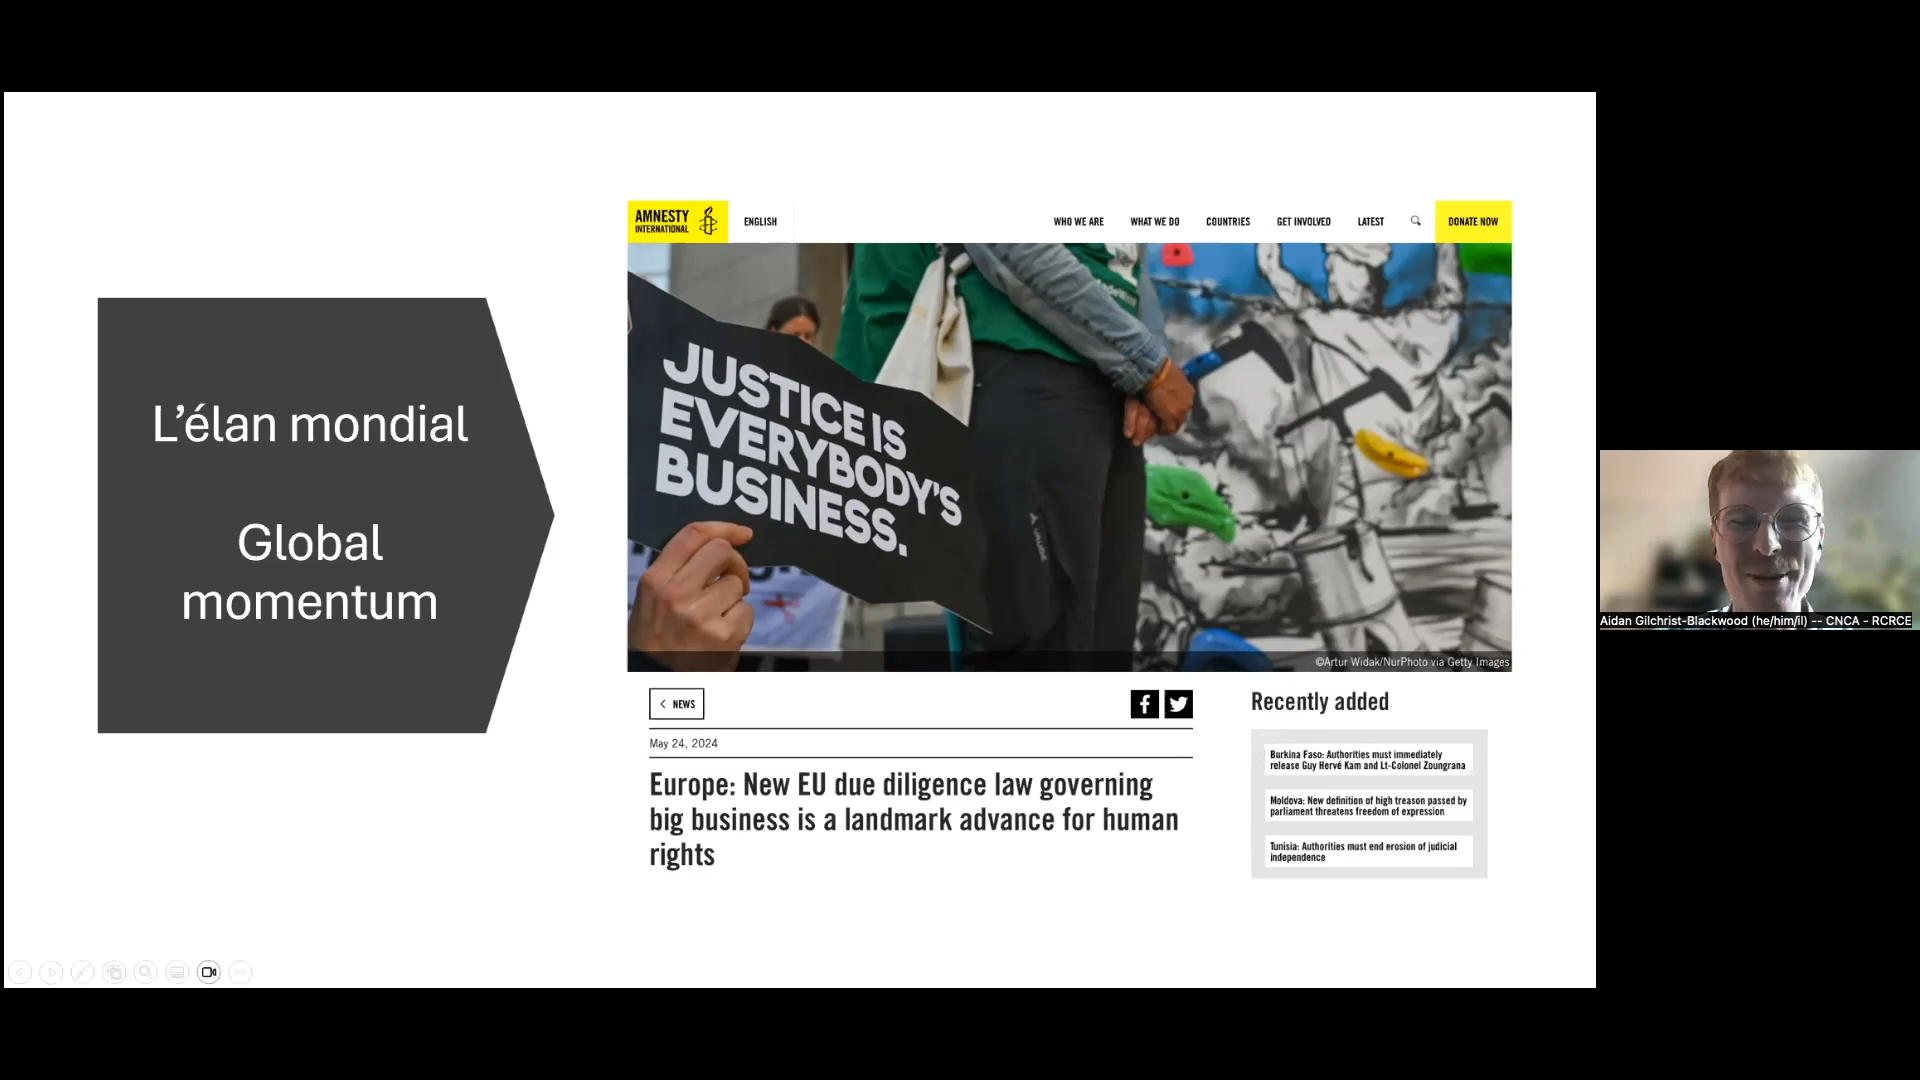 L'élan mondial
Global
momentum
AMNESTY
INTERNATIONAL
ENGLISH
WHO WE ARE
WHAT WE DO
COUNTRIES
GET INVOLVED
LATEST
DONATE NOW
JUSTICE IS
EVERYBODY'S
BUSINESS.
©Artur Widak/NurPhoto via Getty Images
NEWS
May 24, 2024
Europe: New EU due diligence law governing
big business is a landmark advance for human
rights
Recently added
Burkina Faso: Authorities must immediately
release Guy Hervé Kam and Lt-Colonel Zoungrana
Moldova: New definition of high treason passed by
parliament threatens freedom of expression
Tunisia: Authorities must end erosion of judicial
independence
Aidan Gilchrist-Blackwood (he/him/il) -- CNCA - RCRCE